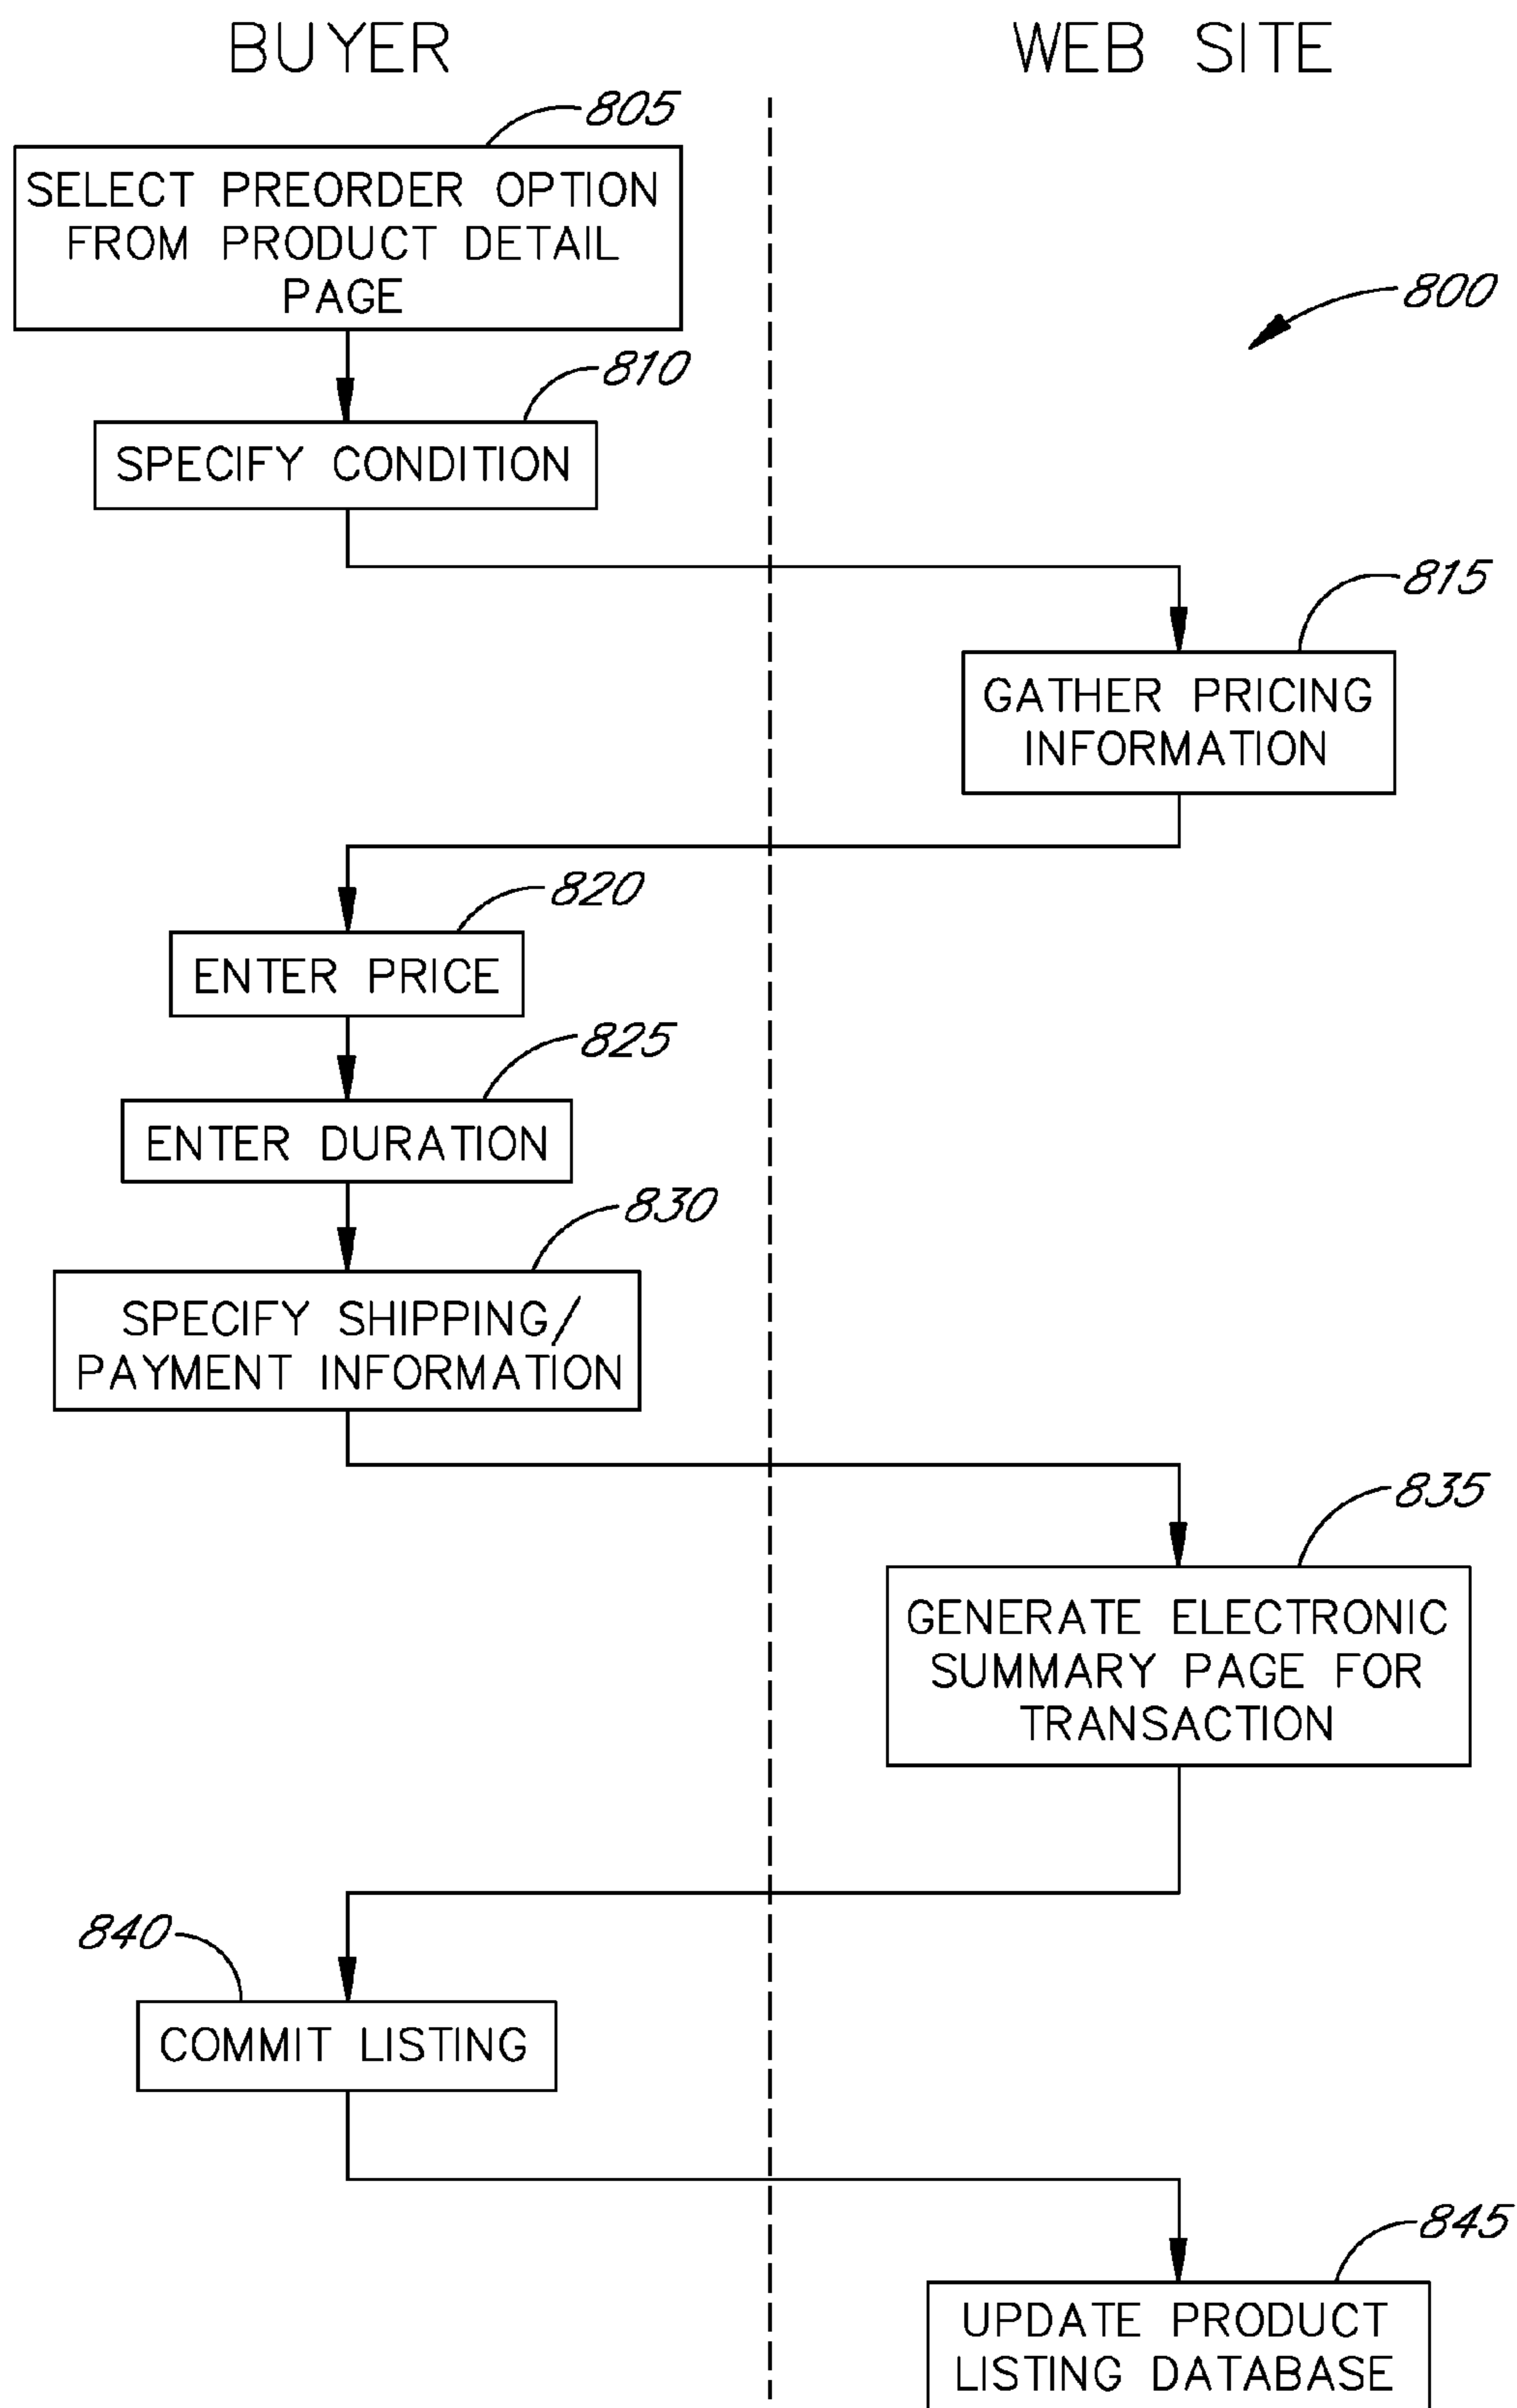 BUYER
WEB SITE
805
SELECT PREORDER OPTION
FROM PRODUCT DETAIL
PAGE
800
810
SPECIFY CONDITION
815
GATHER PRICING
INFORMATION
820
ENTER PRICE
825
ENTER DURATION
830
SPECIFY SHIPPING/
PAYMENT INFORMATION
835
GENERATE ELECTRONIC
SUMMARY PAGE FOR
TRANSACTION
840
COMMIT LISTING
845
UPDATE PRODUCT
LISTING DATABASE